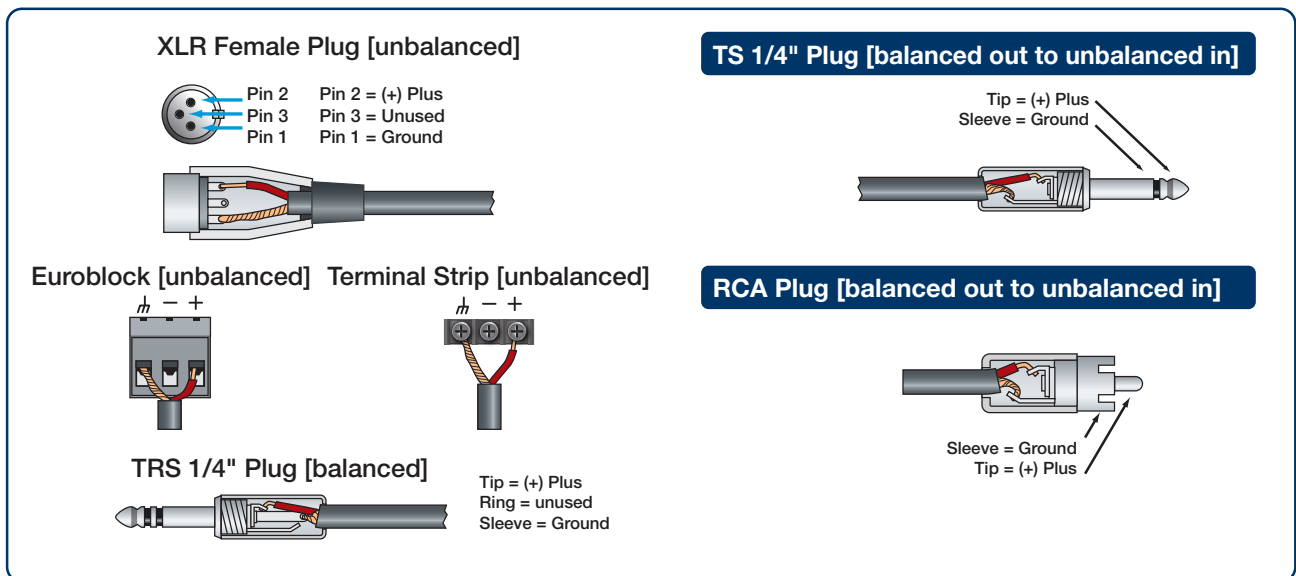 XLR Female Plug [unbalanced]
Pin 2 Pin 2 = (+) Plus
Pin 3 Pin 3 = Unused
Pin 1 Pin 1 = Ground
Euroblock [unbalanced]
− +
Terminal Strip [unbalanced]
− +
TRS 1/4" Plug [balanced]
Tip = (+) Plus
Ring = unused
Sleeve = Ground
TS 1/4" Plug [balanced out to unbalanced in]
Tip = (+) Plus
Sleeve = Ground
RCA Plug [balanced out to unbalanced in]
Sleeve = Ground
Tip = (+) Plus